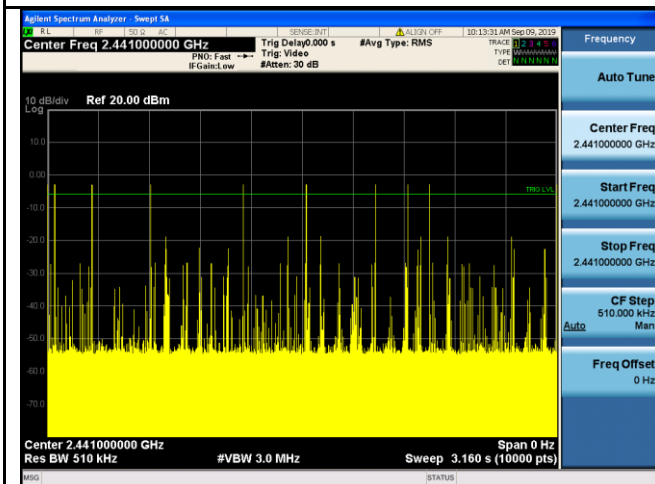 Agilent Spectrum Analyzer - Swept SA
RL RF 50 Ω AC SENSE:INT ALIGN OFF 10:13:31 AM Sep 09, 2019
Center Freq 2.441000000 GHz
Trig Delay0.000 s #Avg Type: RMS
TRACE 1 2 3 4 5 6
PNO: Fast Trig: Video
TYPE
IFGain:Low #Atten: 30 dB
DET N N N N N N
10 dB/div Ref 20.00 dBm
Log
10.0
0.00
TRIG LVL
-10.0
-20.0
-30.0
-40.0
-50.0
-60.0
-70.0
Center 2.441000000 GHz Span 0 Hz
Res BW 510 kHz #VBW 3.0 MHz Sweep 3.160 s (10000 pts)
MSG STATUS
Frequency
Auto Tune
Center Freq
2.441000000 GHz
Start Freq
2.441000000 GHz
Stop Freq
2.441000000 GHz
CF Step
510.000 kHz
Auto Man
Freq Offset
0 Hz